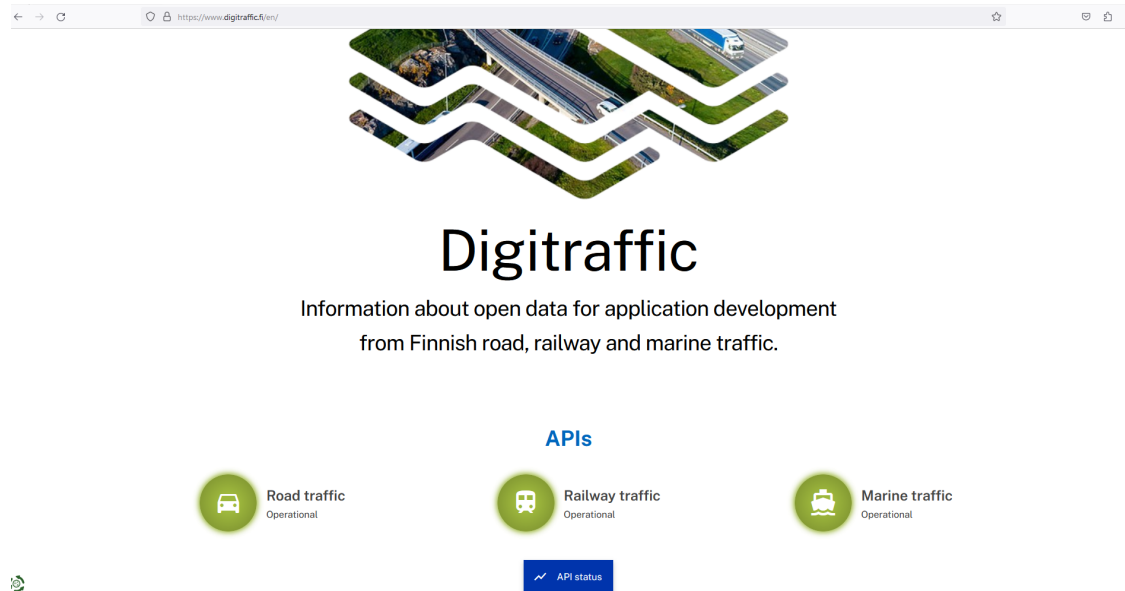 https://www.digitraffic.fi/en/
Digitraffic
Information about open data for application development
from Finnish road, railway and marine traffic.
APIs
Road traffic
Operational
Railway traffic
Operational
Marine traffic
Operational
API status